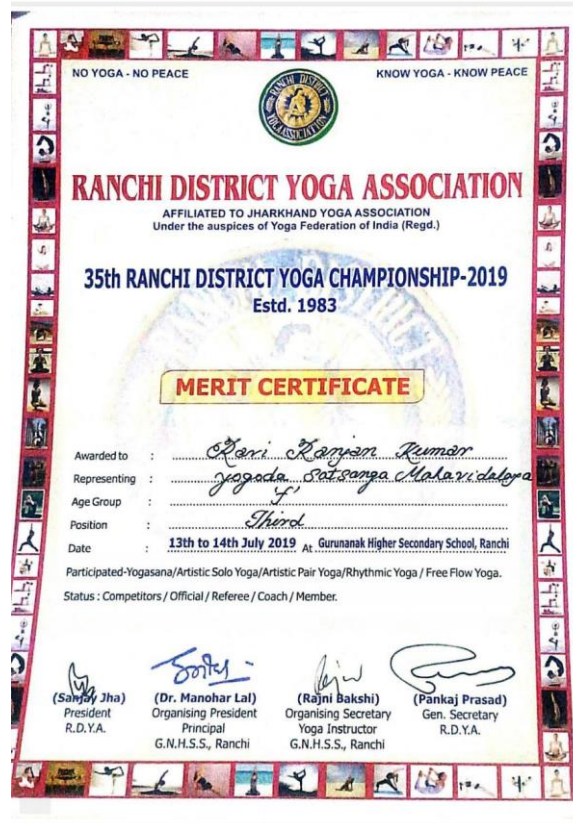 NO YOGA - NO PEACE
KNOW YOGA - KNOW PEACE
RANCHI DISTRICT
YOGA ASSOCIATION
RANCHI DISTRICT YOGA ASSOCIATION
AFFILIATED TO JHARKHAND YOGA ASSOCIATION
Under the auspices of Yoga Federation of India (Regd.)
35th RANCHI DISTRICT YOGA CHAMPIONSHIP-2019
Estd. 1983
MERIT CERTIFICATE
Awarded to : Ravi Ranjan Kumar
Representing : Yogoda Satsanga Mahavidalaya
Age Group : 'f'
Position : Third
Date : 13th to 14th July 2019 At Gurunanak Higher Secondary School, Ranchi
Participated-Yogasana/Artistic Solo Yoga/Artistic Pair Yoga/Rhythmic Yoga / Free Flow Yoga.
Status : Competitors / Official / Referee / Coach / Member.
(Sanjay Jha) (Dr. Manohar Lal) (Rajni Bakshi) (Pankaj Prasad)
President Organising President Organising Secretary Gen. Secretary
R.D.Y.A. Principal Yoga Instructor R.D.Y.A.
G.N.H.S.S., Ranchi G.N.H.S.S., Ranchi